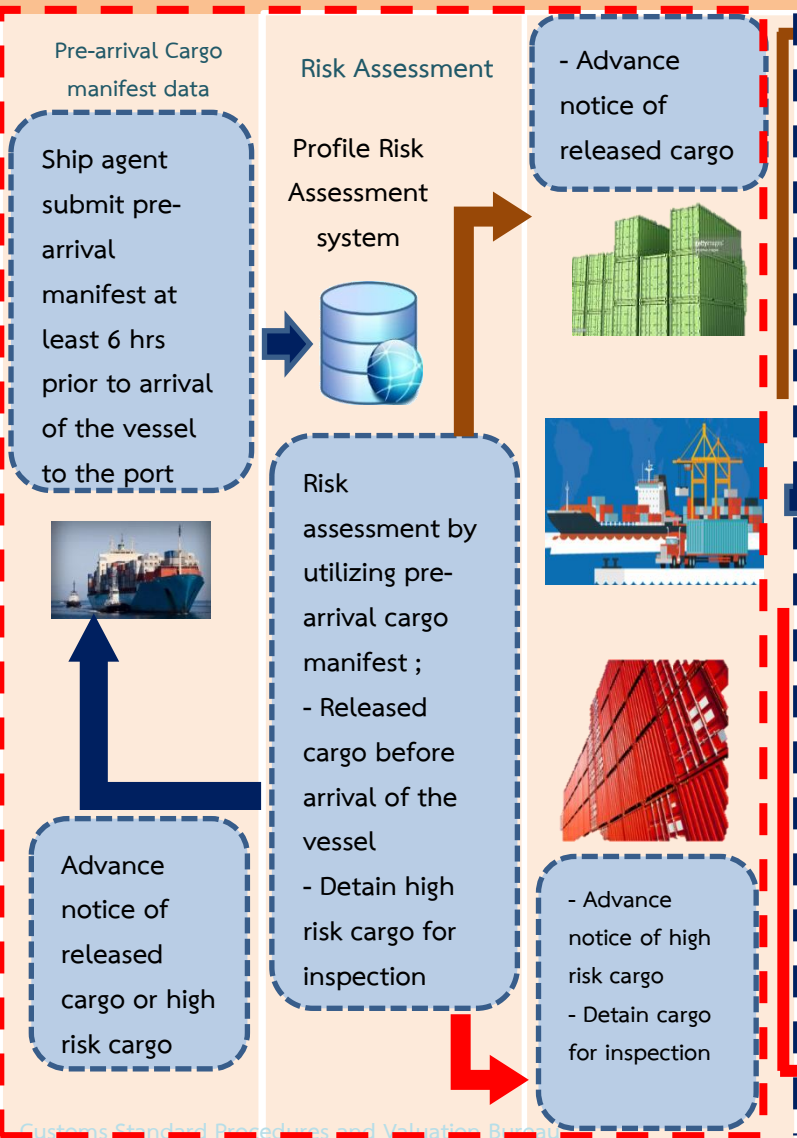 Pre-arrival Cargo
manifest data
Ship agent
submit pre-
arrival
manifest at
least 6 hrs
prior to arrival
of the vessel
to the port
Advance
notice of
released
cargo or high
risk cargo
Risk Assessment
Profile Risk
Assessment
system
Risk
assessment by
utilizing pre-
arrival cargo
manifest ;
- Released
cargo before
arrival of the
vessel
- Detain high
risk cargo for
inspection
- Advance
notice of
released cargo
gettyimages
- Advance
notice of high
risk cargo
- Detain cargo
for inspection
Customs Standard Procedures and Valuation Bureau